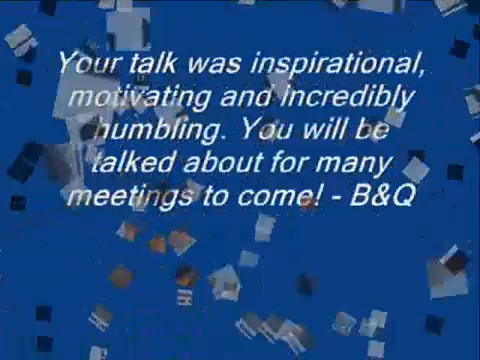 Your talk was inspirational,
motivating and incredibly
humbling. You will be
talked about for many
meetings to come! - B&Q